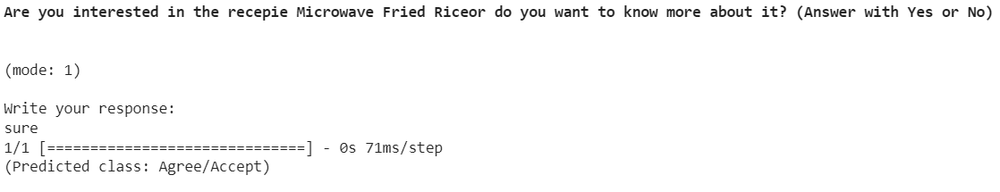 Are you interested in the recepie Microwave Fried Riceor do you want to know more about it? (Answer with Yes or No)
(mode: 1)
Write your response:
sure
1/1 [==============================] - 0s 71ms/step
(Predicted class: Agree/Accept)